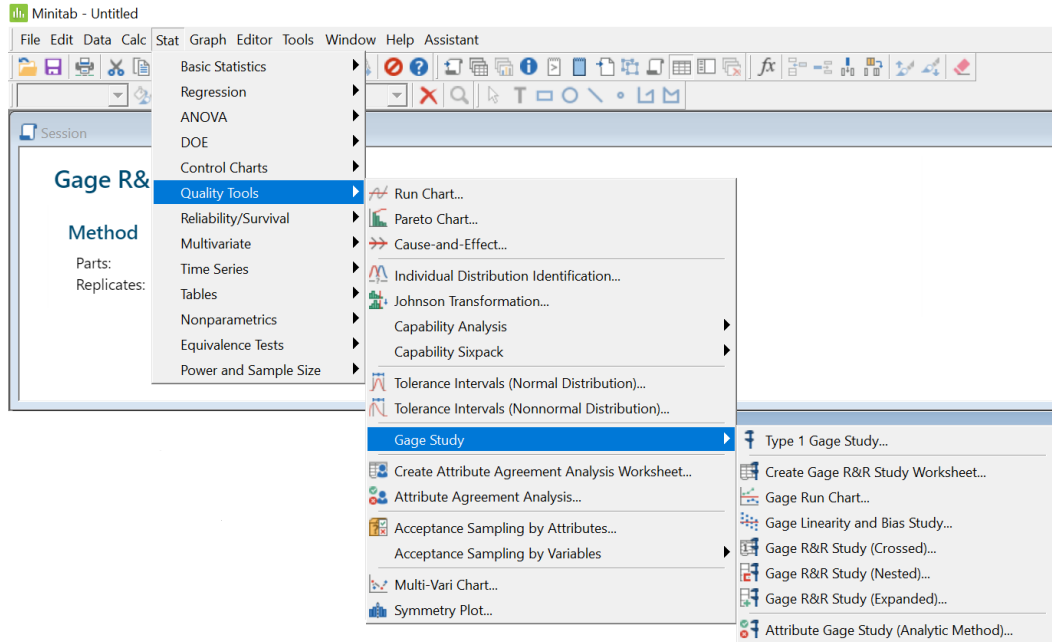 Minitab - Untitled
File Edit Data Calc Stat Graph Editor Tools Window Help Assistant
Session
Gage R&
Method
Parts:
Replicates:
Basic Statistics
Regression
ANOVA
DOE
Control Charts
Quality Tools
Reliability/Survival
Multivariate
Time Series
Tables
Nonparametrics
Equivalence Tests
Power and Sample Size
Run Chart...
Pareto Chart...
Cause-and-Effect...
Individual Distribution Identification...
Johnson Transformation...
Capability Analysis
Capability Sixpack
Tolerance Intervals (Normal Distribution)...
Tolerance Intervals (Nonnormal Distribution)...
Gage Study
Create Attribute Agreement Analysis Worksheet...
Attribute Agreement Analysis...
Acceptance Sampling by Attributes...
Acceptance Sampling by Variables
Multi-Vari Chart...
Symmetry Plot...
Type 1 Gage Study...
Create Gage R&R Study Worksheet...
Gage Run Chart...
Gage Linearity and Bias Study...
Gage R&R Study (Crossed)...
Gage R&R Study (Nested)...
Gage R&R Study (Expanded)...
Attribute Gage Study (Analytic Method)...